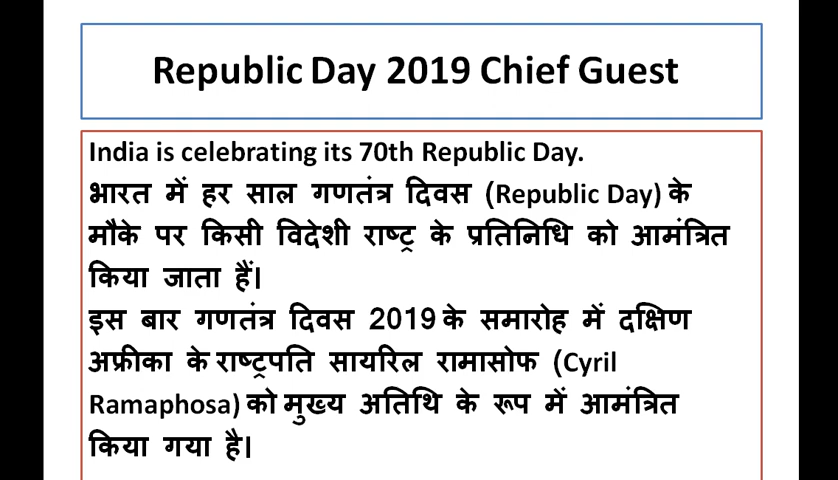 Republic Day 2019 Chief Guest
India is celebrating its 70th Republic Day.
भारत में हर साल गणतंत्र दिवस (Republic Day) के
मौके पर किसी विदेशी राष्ट्र के प्रतिनिधि को आमंत्रित
किया जाता हैं।
इस बार गणतंत्र दिवस 2019 के समारोह में दक्षिण
अफ्रीका के राष्ट्रपति सायरिल रामासोफ (Cyril
Ramaphosa) को मुख्य अतिथि के रूप में आमंत्रित
किया गया है।